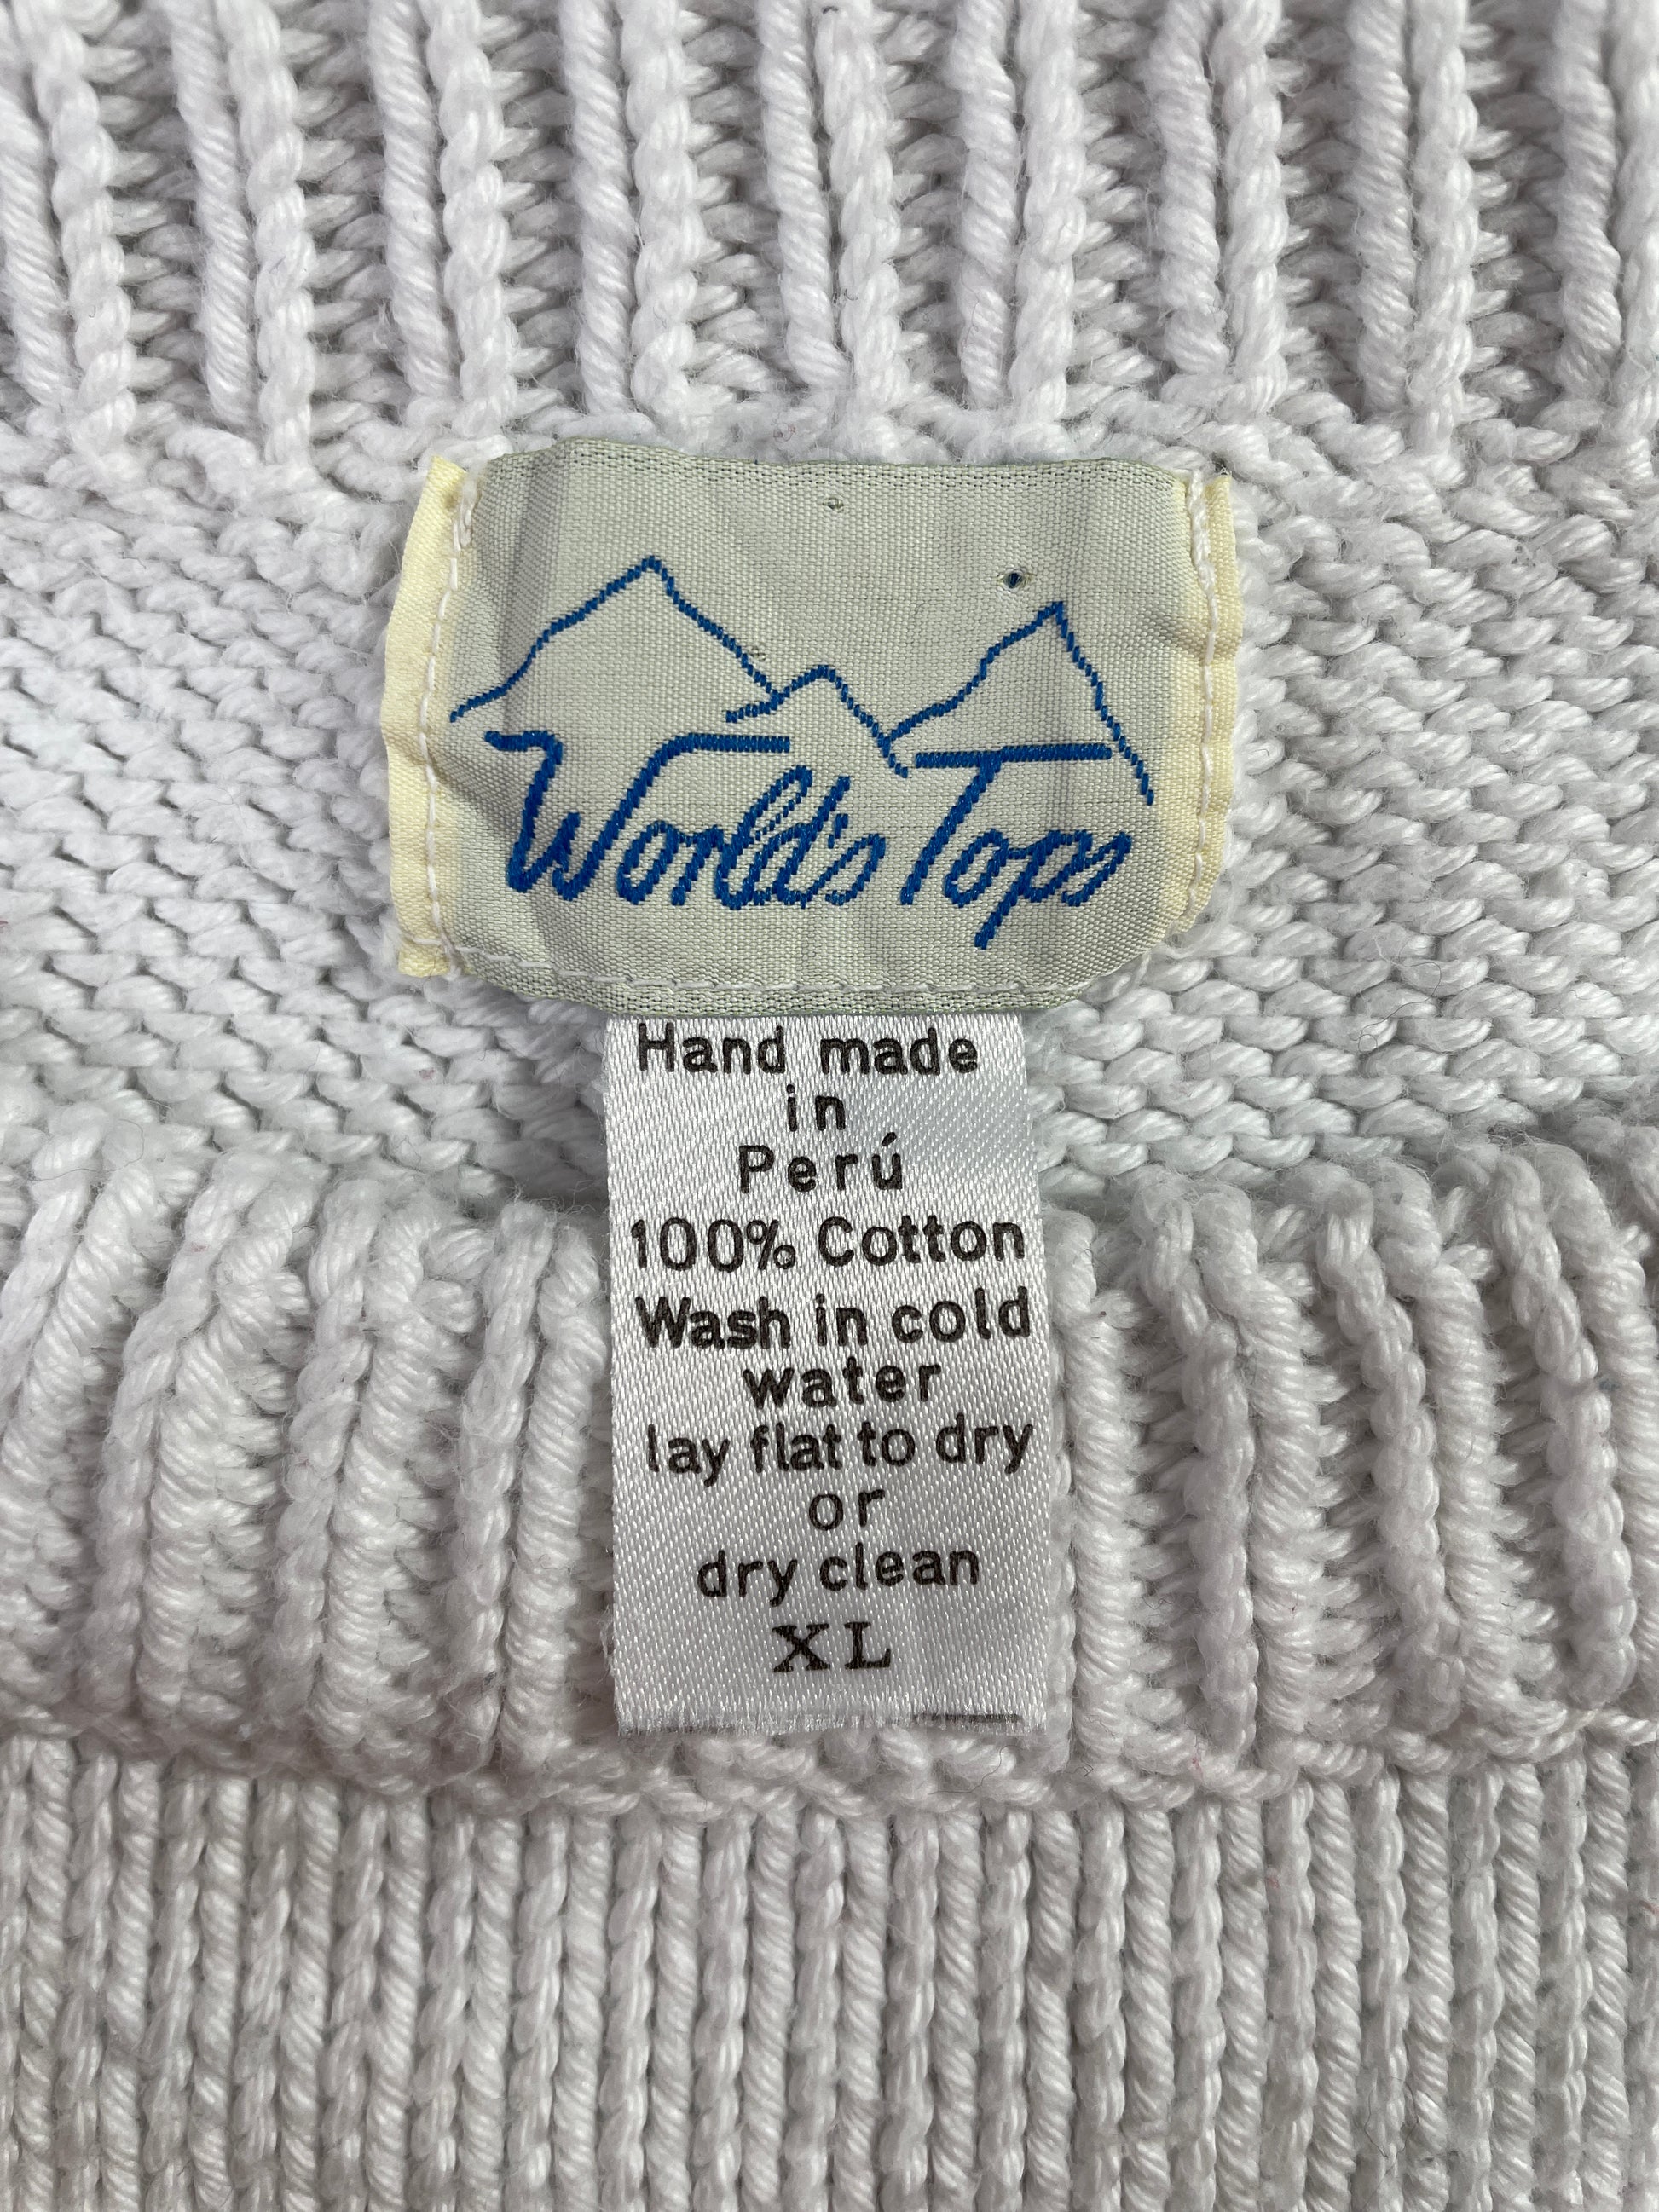 World's Tops
Hand made
in
Perú
100% Cotton
Wash in cold
water
lay flat to dry
or
dry clean
XL